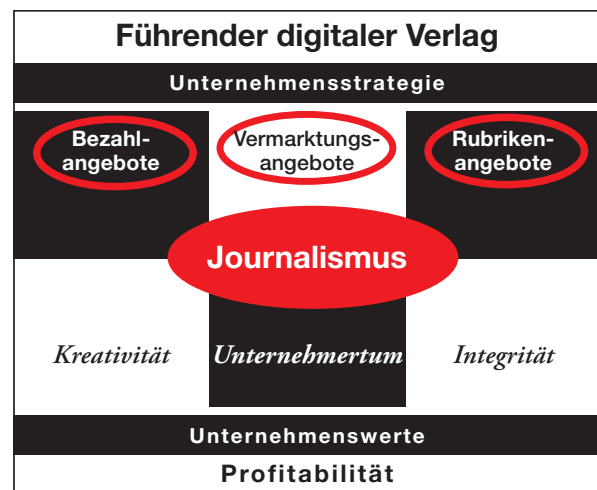 Führender digitaler Verlag
Unternehmensstrategie
Bezahl-
angebote
Vermarktungs-
angebote
Rubriken-
angebote
Journalismus
Kreativität
Unternehmertum
Integrität
Unternehmenswerte
Profitabilität